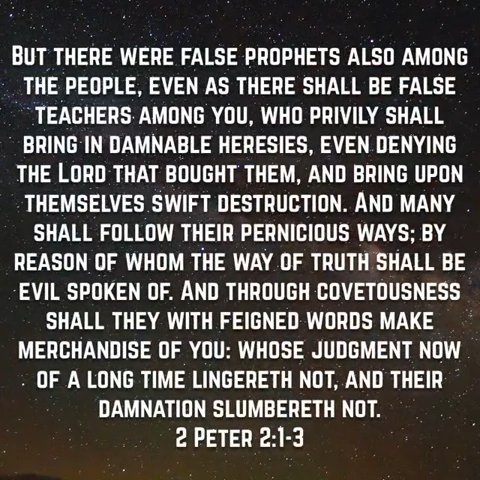 But there were false prophets also among
the people, even as there shall be false
teachers among you, who privily shall
bring in damnable heresies, even denying
the Lord that bought them, and bring upon
themselves swift destruction. And many
shall follow their pernicious ways; by
reason of whom the way of truth shall be
evil spoken of. And through covetousness
shall they with feigned words make
merchandise of you: whose judgment now
of a long time lingereth not, and their
damnation slumbereth not.
2 Peter 2:1-3